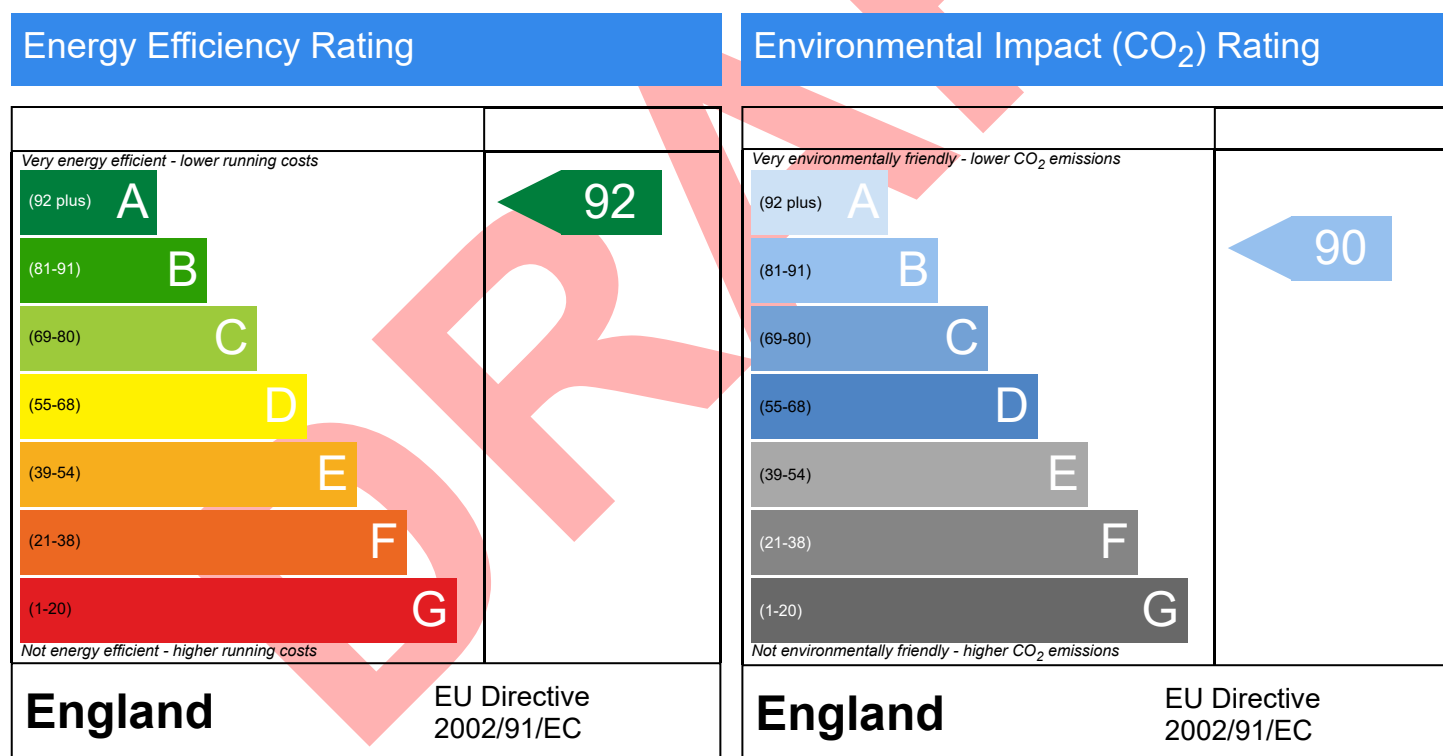 Energy Efficiency Rating
Very energy efficient - lower running costs
(92 plus) A
(81-91) B
(69-80) C
(55-68) D
(39-54) E
(21-38) F
(1-20) G
Not energy efficient - higher running costs
92
England
EU Directive
2002/91/EC
Environmental Impact (CO₂) Rating
Very environmentally friendly - lower CO₂ emissions
(92 plus) A
(81-91) B
(69-80) C
(55-68) D
(39-54) E
(21-38) F
(1-20) G
Not environmentally friendly - higher CO₂ emissions
90
England
EU Directive
2002/91/EC